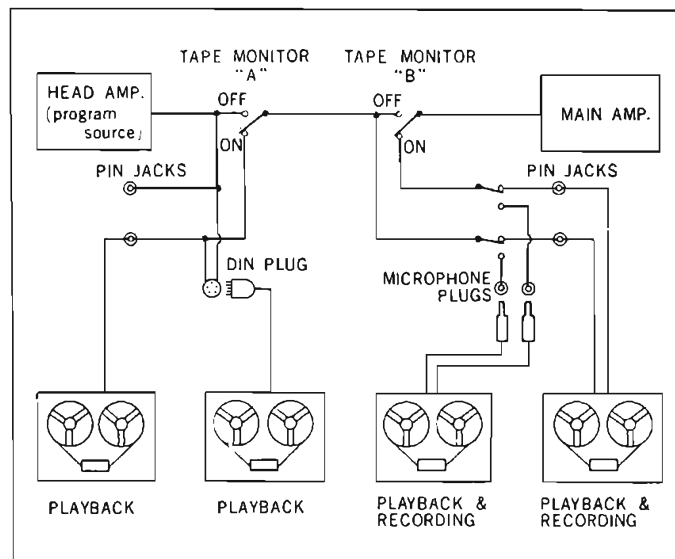 TAPE MONITOR
"A"
TAPE MONITOR
"B"
HEAD AMP.
(program
source)
OFF
ON
OFF
ON
MAIN AMP.
PIN JACKS
PIN JACKS
DIN PLUG
MICROPHONE
PLUGS
PLAYBACK
PLAYBACK
PLAYBACK &
RECORDING
PLAYBACK &
RECORDING